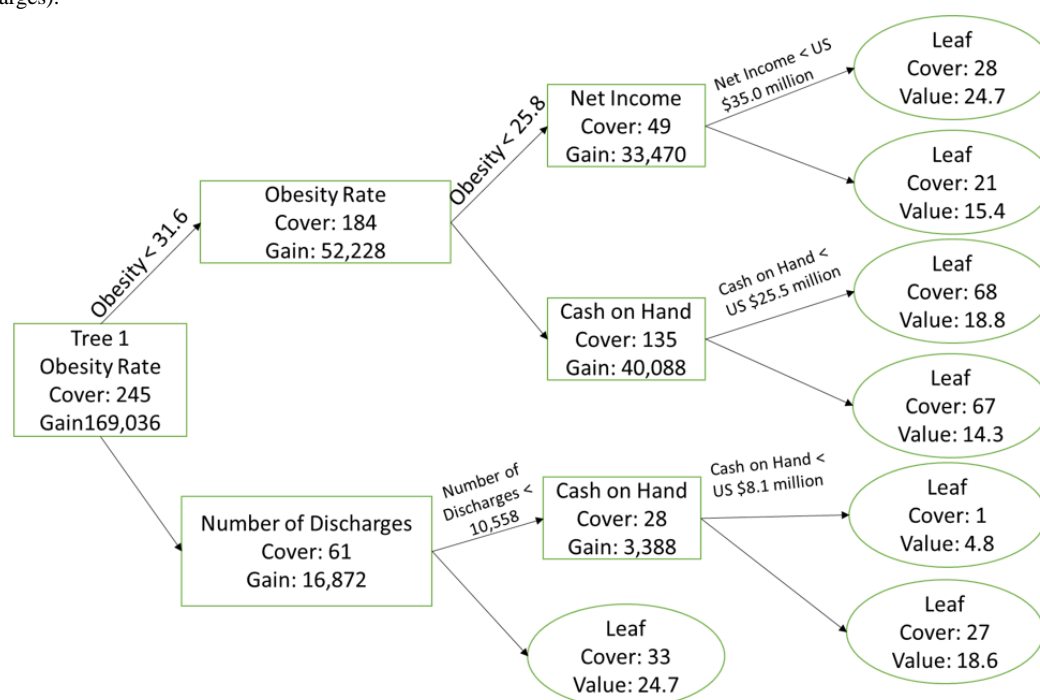 arges).
Tree 1
Obesity Rate
Cover: 245
Gain169,036
Obesity < 31.6
Obesity Rate
Cover: 184
Gain: 52,228
Obesity < 25.8
Net Income
Cover: 49
Gain: 33,470
Net Income < US
$35.0 million
Leaf
Cover: 28
Value: 24.7
Leaf
Cover: 21
Value: 15.4
Cash on Hand
Cover: 135
Gain: 40,088
Cash on Hand <
US $25.5 million
Leaf
Cover: 68
Value: 18.8
Leaf
Cover: 67
Value: 14.3
Number of Discharges
Cover: 61
Gain: 16,872
Number of
Discharges <
10,558
Cash on Hand
Cover: 28
Gain: 3,388
Cash on Hand <
US $8.1 million
Leaf
Cover: 1
Value: 4.8
Leaf
Cover: 27
Value: 18.6
Leaf
Cover: 33
Value: 24.7